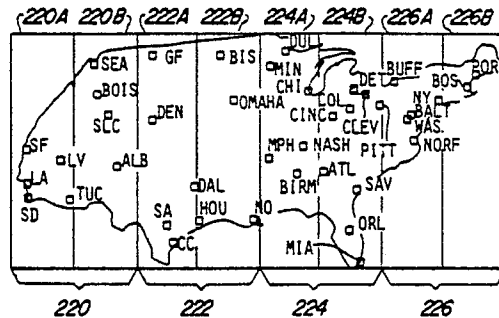 220A 220B 222A 222B 224A 224B 226A 226B
DUL
SEA GF BIS MIN DET BUFF BOS POR
CHI
BOIS OMAHA COL NY
SLC DEN CINC CLEV BALT
WAS.
SF LV ALB MPH NASH PITT NORF
LA BIRM ATL
SD TUC DAL SAV
SA HOU NO ORL
CC MIA
220 222 224 226